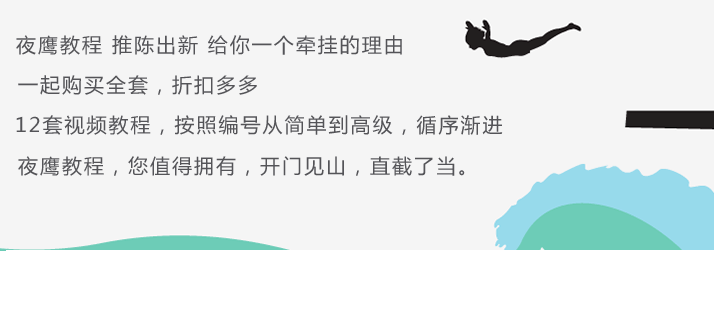 夜鹰教程 推陈出新 给你一个牵挂的理由
一起购买全套，折扣多多
12套视频教程，按照编号从简单到高级，循序渐进
夜鹰教程，您值得拥有，开门见山，直截了当。